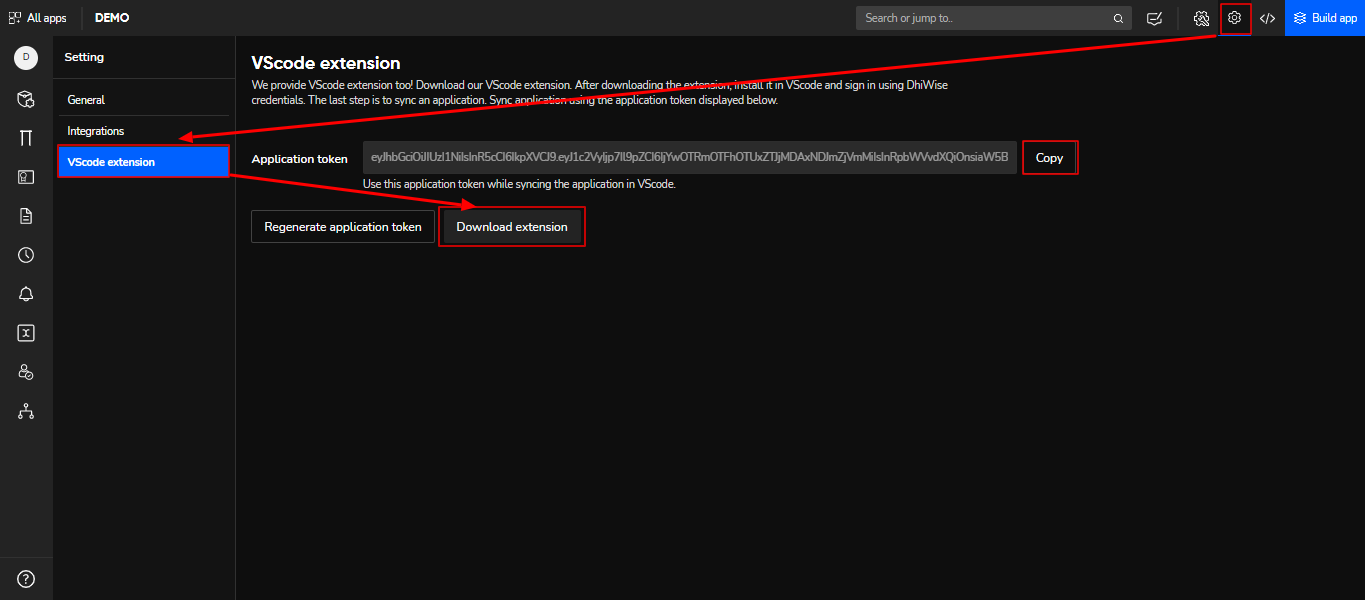 All apps
DEMO
Search or jump to..
Build app
D
Setting
General
Integrations
VScode extension
VScode extension
We provide VScode extension too! Download our VScode extension. After downloading the extension, install it in VScode and sign in using DhiWise
credentials. The last step is to sync an application. Sync application using the application token displayed below.
Application token
Copy
Use this application token while syncing the application in VScode.
Regenerate application token
Download extension